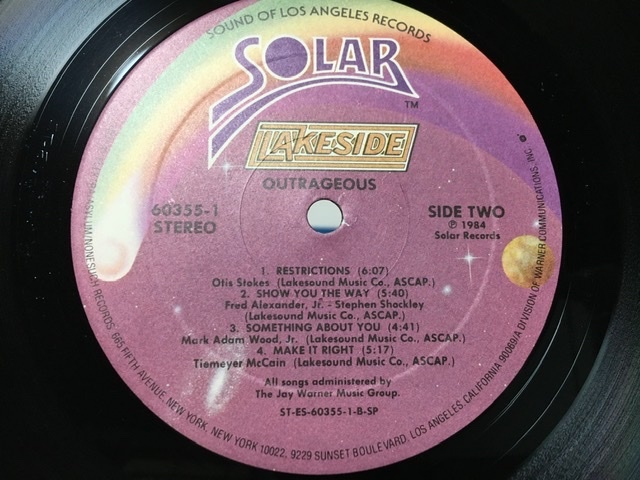 SOUND OF LOS ANGELES RECORDS
SOLAR
TM
LAKESIDE
OUTRAGEOUS
60355-1
STEREO
SIDE TWO
℗ 1984
Solar Records
1. RESTRICTIONS (6:07)
Otis Stokes (Lakesound Music Co., ASCAP.)
2. SHOW YOU THE WAY (5:40)
Fred Alexander, Jr. - Stephen Shockley
(Lakesound Music Co., ASCAP.)
3. SOMETHING ABOUT YOU (4:41)
Mark Adam Wood, Jr. (Lakesound Music Co., ASCAP.)
4. MAKE IT RIGHT (5:17)
Tiemeyer McCain (Lakesound Music Co., ASCAP.)
All songs administered by
The Jay Warner Music Group.
ST-ES-60355-1-B-SP
ASYLUM/NONESUCH RECORDS, 665 FIFTH AVENUE, NEW YORK, NEW YORK 10022, 9229 SUNSET BOULEVARD, LOS ANGELES, CALIFORNIA 90069/A DIVISION OF WARNER COMMUNICATIONS, INC.